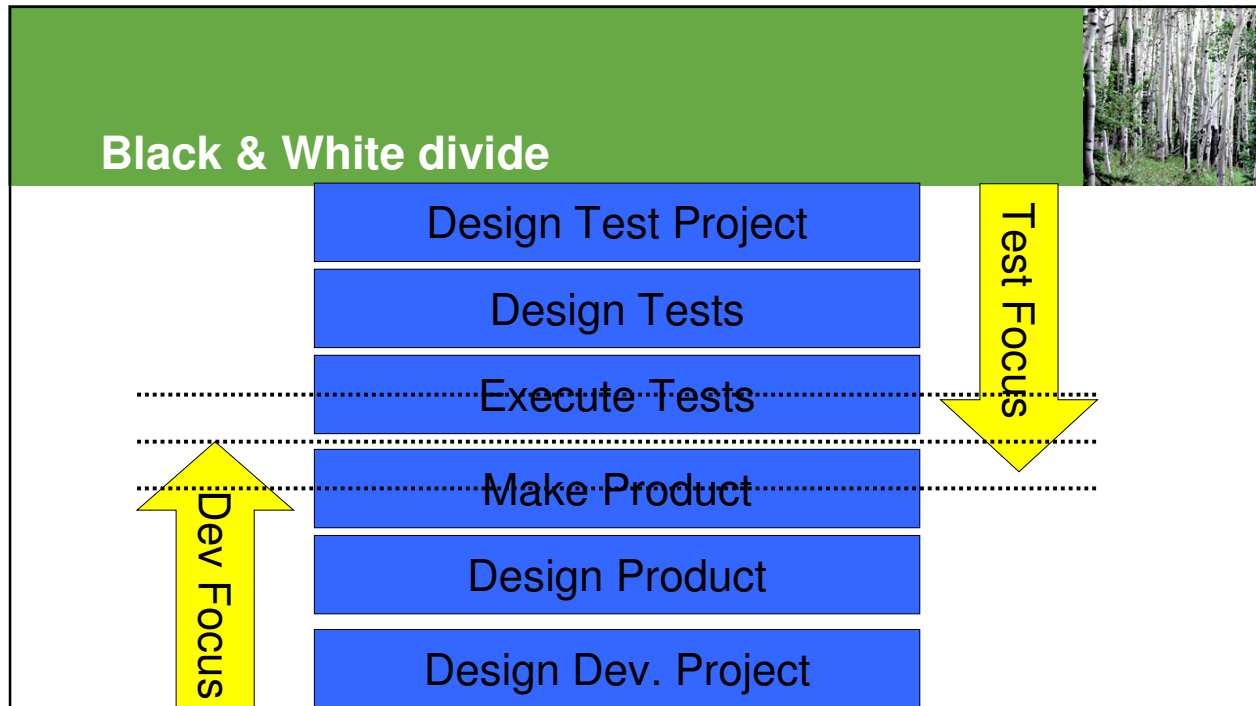 Black & White divide
Design Test Project
Design Tests
Execute Tests
Make Product
Design Product
Design Dev. Project
Test Focus
Dev Focus